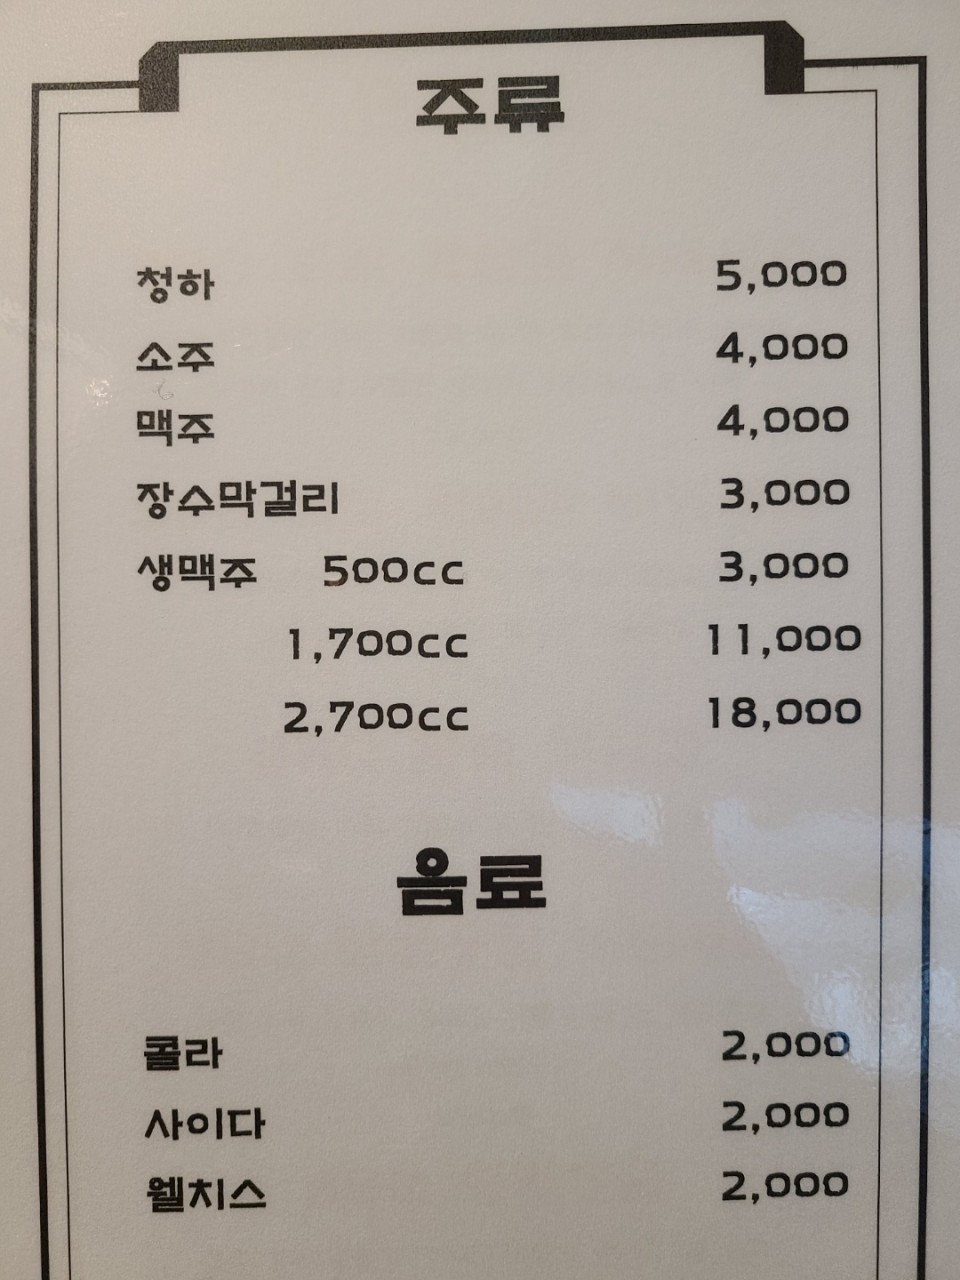 주류
청하 5,000
소주 4,000
맥주 4,000
장수막걸리 3,000
생맥주 500cc 3,000
1,700cc 11,000
2,700cc 18,000
음료
콜라 2,000
사이다 2,000
웰치스 2,000